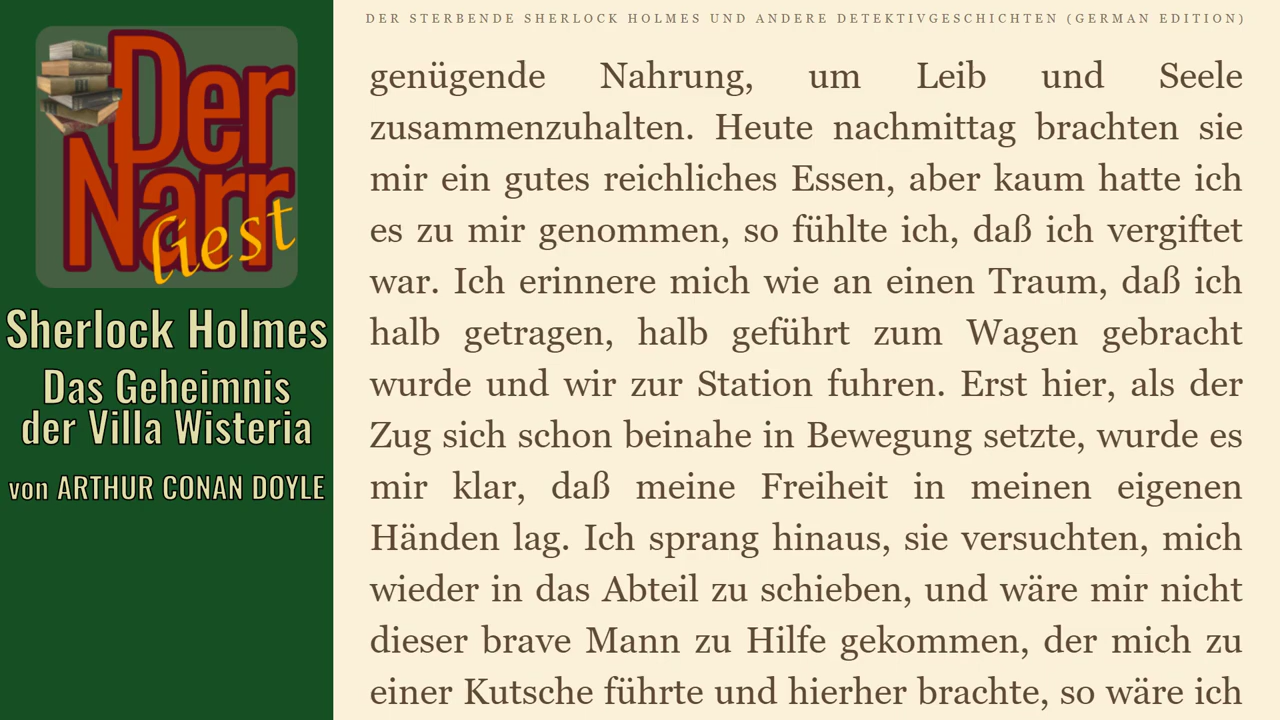 Der
Narr
liest
Sherlock Holmes
Das Geheimnis
der Villa Wisteria
von ARTHUR CONAN DOYLE
DER STERBENDE SHERLOCK HOLMES UND ANDERE DETEKTIVGESCHICHTEN (GERMAN EDITION)
genügende Nahrung, um Leib und Seele
zusammenzuhalten. Heute nachmittag brachten sie
mir ein gutes reichliches Essen, aber kaum hatte ich
es zu mir genommen, so fühlte ich, daß ich vergiftet
war. Ich erinnere mich wie an einen Traum, daß ich
halb getragen, halb geführt zum Wagen gebracht
wurde und wir zur Station fuhren. Erst hier, als der
Zug sich schon beinahe in Bewegung setzte, wurde es
mir klar, daß meine Freiheit in meinen eigenen
Händen lag. Ich sprang hinaus, sie versuchten, mich
wieder in das Abteil zu schieben, und wäre mir nicht
dieser brave Mann zu Hilfe gekommen, der mich zu
einer Kutsche führte und hierher brachte, so wäre ich